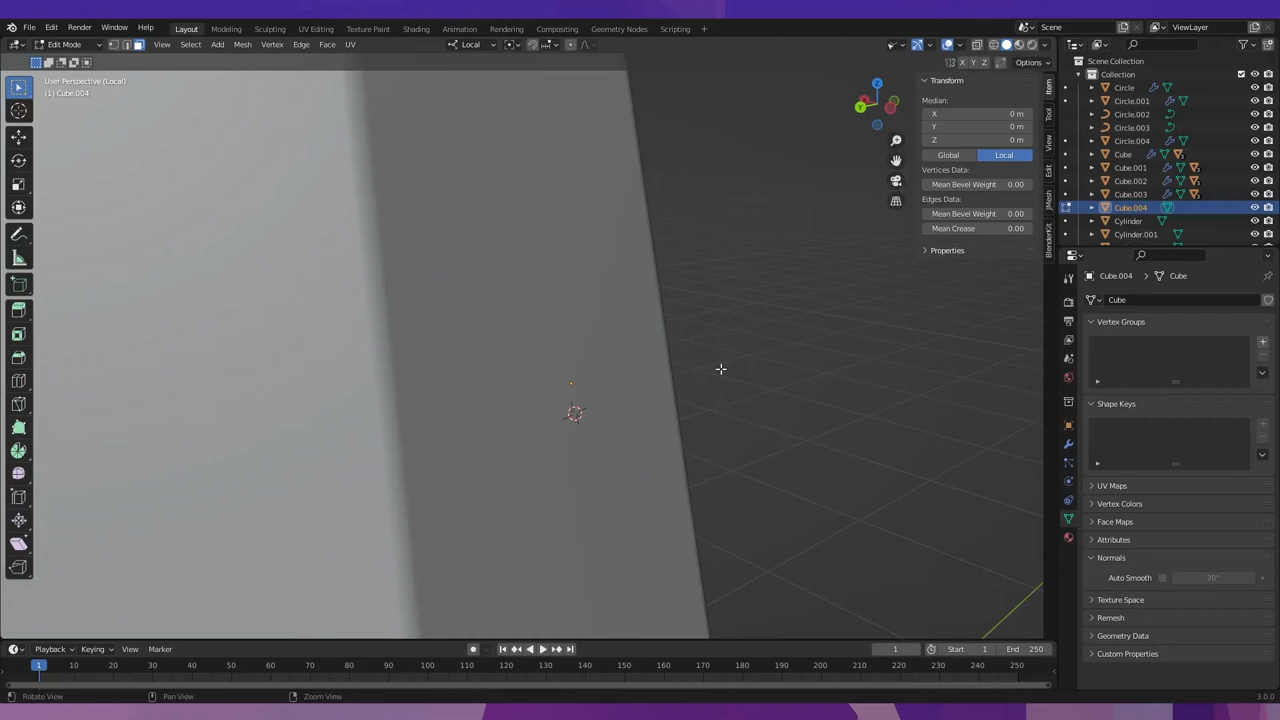 File Edit Render Window Help Layout Modeling Sculpting UV Editing Texture Paint Shading Animation Rendering Compositing Geometry Nodes Scripting Scene ViewLayer
Edit Mode View Select Add Mesh Vertex Edge Face UV Local
X Y Z Options
User Perspective (Local)
(1) Cube.004
Z
Y
Transform
Median:
X 0 m
Y 0 m
Z 0 m
Global Local
Vertices Data:
Mean Bevel Weight 0.00
Edges Data:
Mean Bevel Weight 0.00
Mean Crease 0.00
Properties
Item
Tool
View
Edit
JMesh
BlenderKit
Scene Collection
Collection
Circle
Circle.001
Circle.002
Circle.003
Circle.004
Cube
Cube.001
Cube.002
Cube.003
Cube.004
Cylinder
Cylinder.001
Cube.004 Cube
Cube
Vertex Groups
Shape Keys
UV Maps
Vertex Colors
Face Maps
Attributes
Normals
Auto Smooth 30°
Texture Space
Remesh
Geometry Data
Custom Properties
Playback Keying View Marker 1 Start 1 End 250
1 10 20 30 40 50 60 70 80 90 100 110 120 130 140 150 160 170 180 190 200 210 220 230 240 250
Rotate View Pan View Zoom View 3.0.0